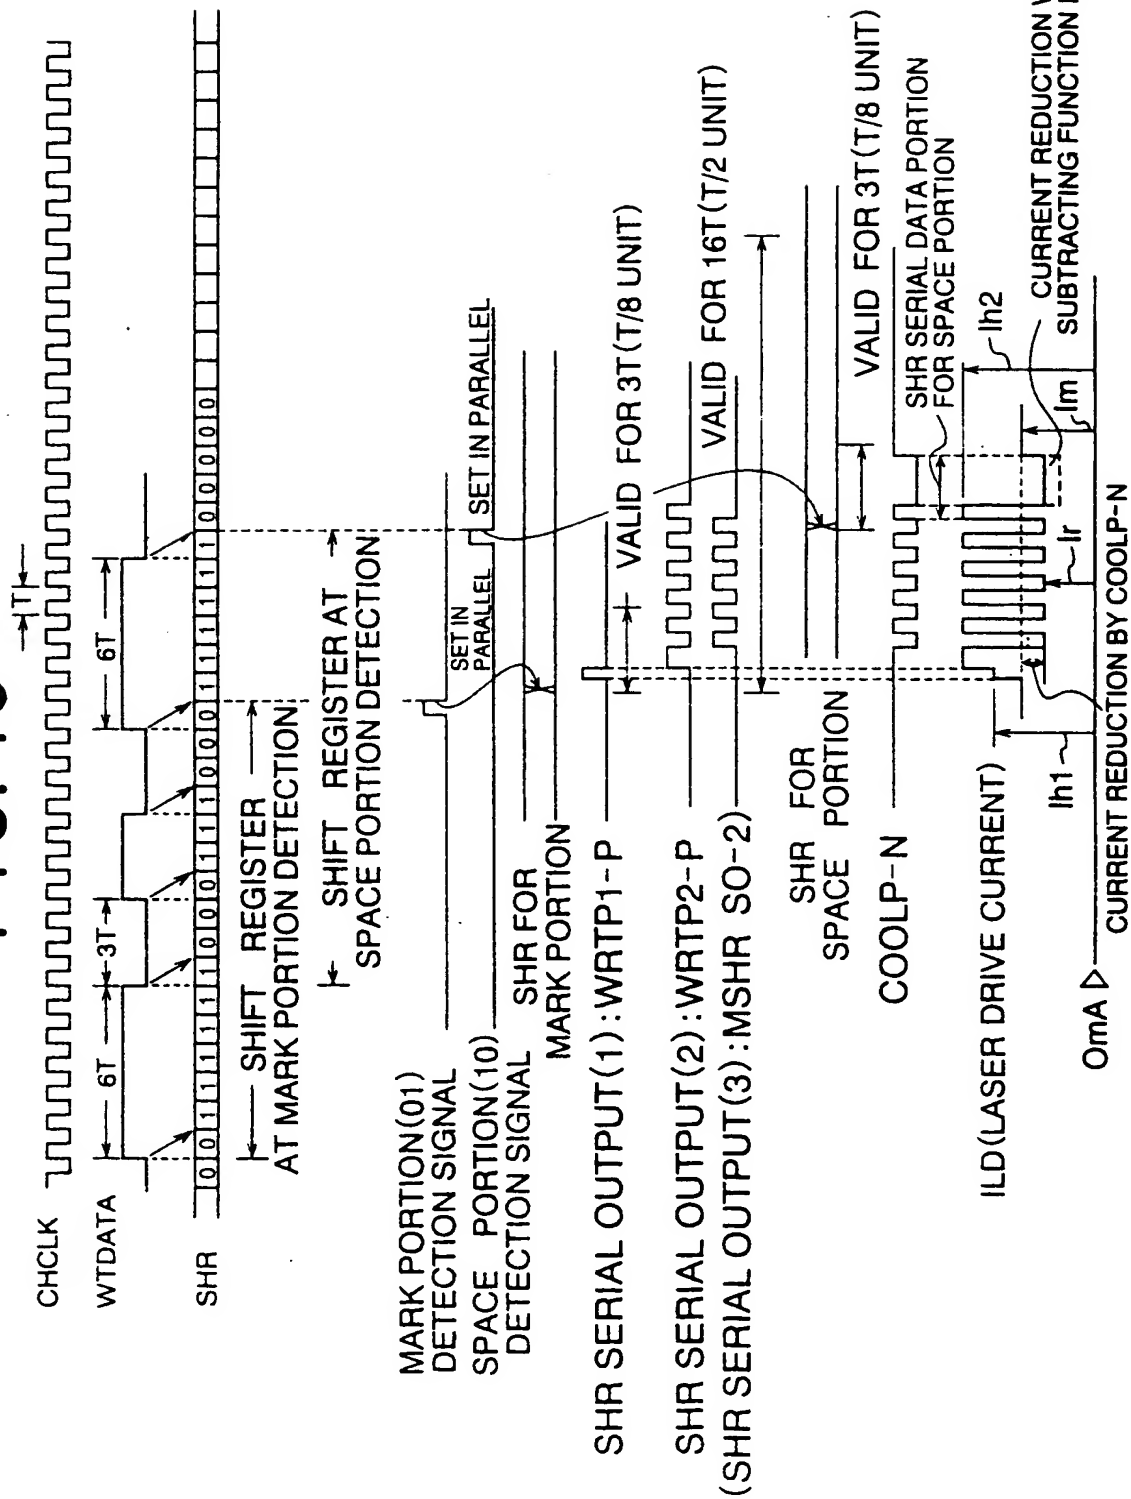 CHCLK
T
WTDATA
6T
3T
6T
SHR
0 0 1 1 1 1 1 1 0 0 0 1 1 1 0 0 0 1 1 1 1 1 1 0 0 0 0 0
SHIFT REGISTER
AT MARK PORTION DETECTION
SHIFT REGISTER AT
SPACE PORTION DETECTION
MARK PORTION(01)
DETECTION SIGNAL
SET IN
PARALLEL
SPACE PORTION(10)
DETECTION SIGNAL
SET IN PARALLEL
SHR FOR
MARK PORTION
SHR SERIAL OUTPUT(1):WRTP1-P
VALID FOR 3T(T/8 UNIT)
SHR SERIAL OUTPUT(2):WRTP2-P
(SHR SERIAL OUTPUT(3):MSHR SO-2)
VALID FOR 16T(T/2 UNIT)
SHR FOR
SPACE PORTION
VALID FOR 3T(T/8 UNIT)
COOLP-N
SHR SERIAL DATA PORTION
FOR SPACE PORTION
ILD(LASER DRIVE CURRENT)
Ih1
Ir
Im
Ih2
CURRENT REDUCTION
SUBTRACTING FUNCTION
0mA
CURRENT REDUCTION BY COOLP-N